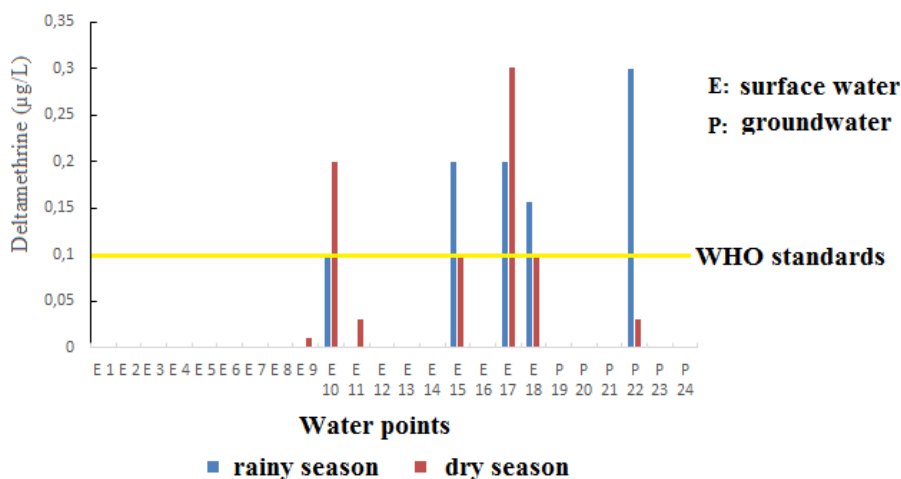 0,35
0,3
0,25
0,2
0,15
0,1
0,05
0
Deltamethrine (µg/L)
E: surface water
P: groundwater
WHO standards
E 1 E 2 E 3 E 4 E 5 E 6 E 7 E 8 E 9 E E E E E E E E E P P P P P P
10 11 12 13 14 15 16 17 18 19 20 21 22 23 24
Water points
rainy season dry season